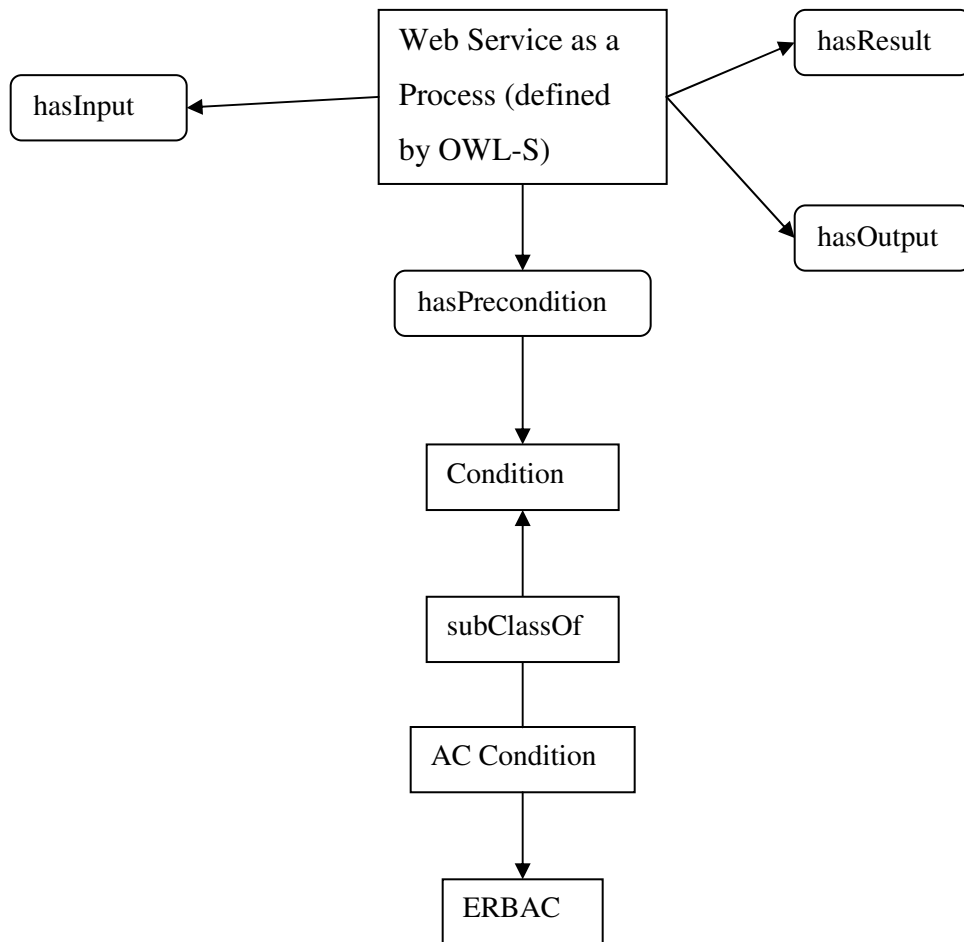 Web Service as a
Process (defined
by OWL-S)
hasResult
hasInput
hasOutput
hasPrecondition
Condition
subClassOf
AC Condition
ERBAC